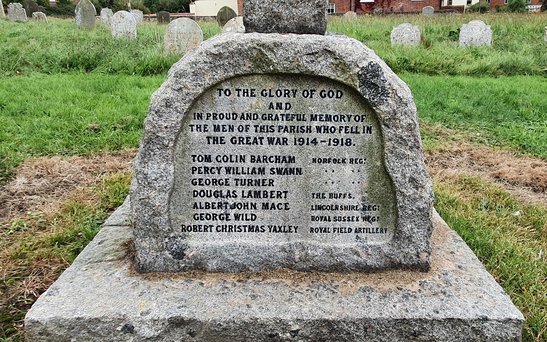 TO THE GLORY OF GOD
AND
IN PROUD AND GRATEFUL MEMORY OF
THE MEN OF THIS PARISH WHO FELL IN
THE GREAT WAR 1914-1918.
TOM COLIN BARCHAM NORFOLK REGT
PERCY WILLIAM SWANN " "
GEORGE TURNER " "
DOUGLAS LAMBERT THE BUFFS.
ALBERT JOHN MACE LINCOLNSHIRE REGT
GEORGE WILD ROYAL SUSSEX REGT
ROBERT CHRISTMAS YAXLEY ROYAL FIELD ARTILLERY